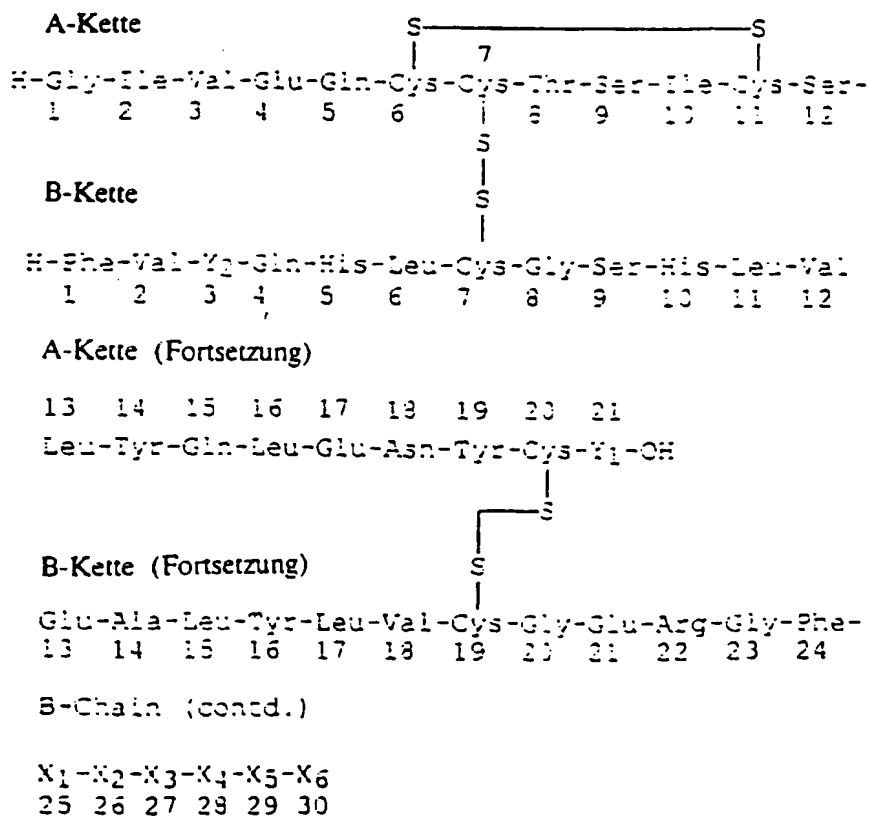 A-Kette
S S
7
H-Gly-Ile-Val-Glu-Gln-Cys-Cys-Thr-Ser-Ile-Cys-Ser-
1 2 3 4 5 6 8 9 10 11 12
S
S
B-Kette
H-Phe-Val-Y2-Gln-His-Leu-Cys-Gly-Ser-His-Leu-Val
1 2 3 4 5 6 7 8 9 10 11 12
A-Kette (Fortsetzung)
13 14 15 16 17 18 19 20 21
Leu-Tyr-Gln-Leu-Glu-Asn-Tyr-Cys-Y1-OH
S
S
B-Kette (Fortsetzung)
Glu-Ala-Leu-Tyr-Leu-Val-Cys-Gly-Glu-Arg-Gly-Phe-
13 14 15 16 17 18 19 20 21 22 23 24
B-Chain (contd.)
X1-X2-X3-X4-X5-X6
25 26 27 28 29 30